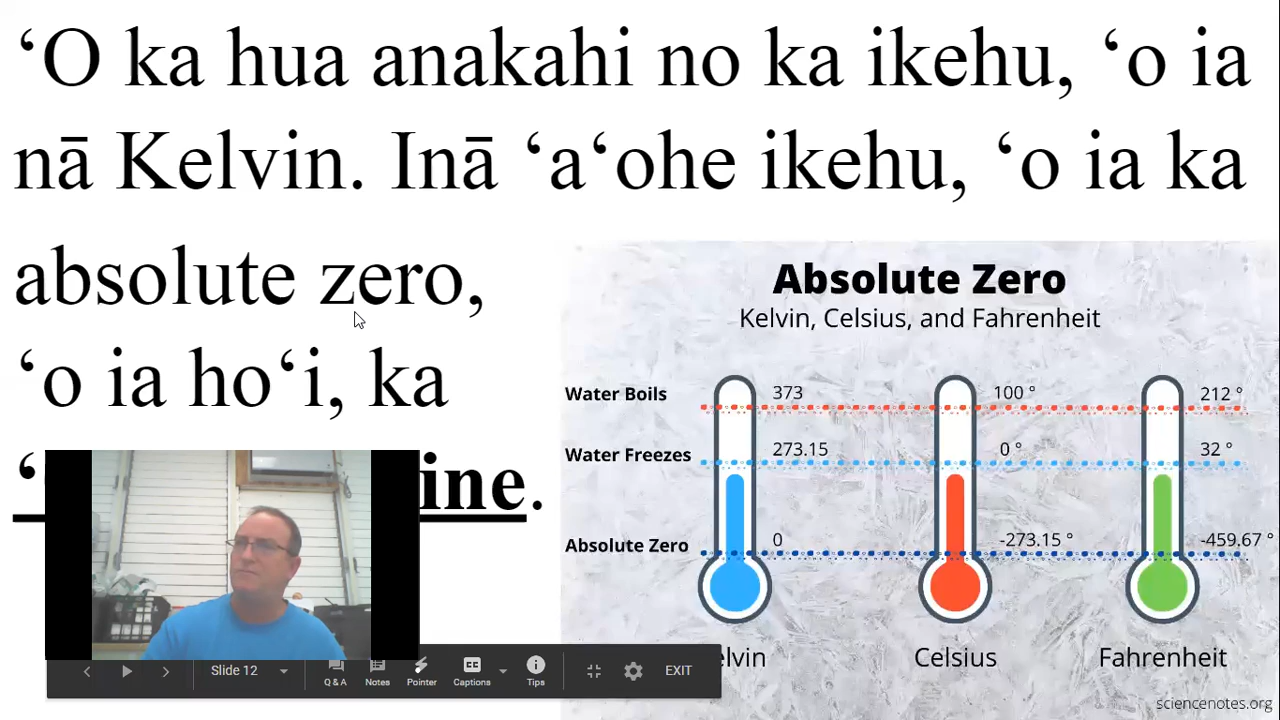 ʻO ka hua anakahi no ka ikehu, ʻo ia
nā Kelvin. Inā ʻaʻohe ikehu, ʻo ia ka
absolute zero,
ʻo ia hoʻi, ka
Absolute Zero
Kelvin, Celsius, and Fahrenheit
Water Boils 373 100 ° 212 °
Water Freezes 273.15 0 ° 32 °
Absolute Zero 0 -273.15 ° -459.67 °
Celsius Fahrenheit
sciencenotes.org
Slide 12 Q & A Notes Pointer Captions Tips EXIT